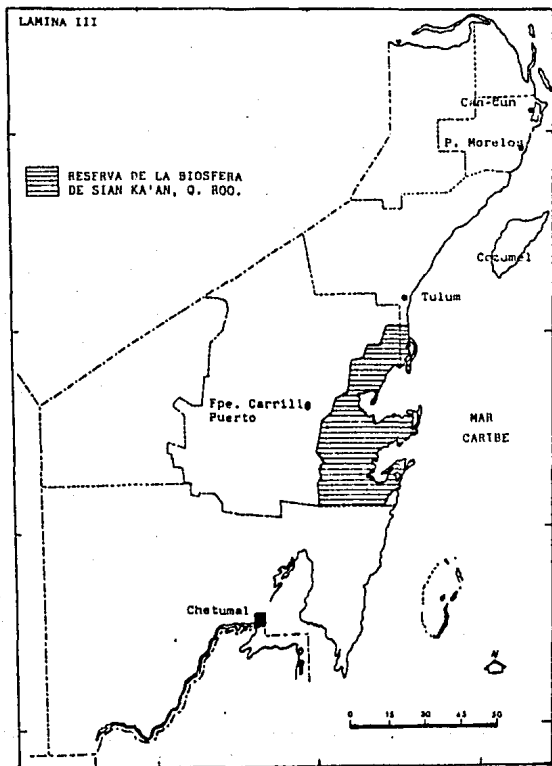 LAMINA III
Can-Cun
P. Morelos
RESERVA DE LA BIOSFERA
DE SIAN KA'AN, Q. ROO.
Cozumel
Tulum
Fpe. Carrillo
Puerto
MAR
CARIBE
Chetumal
N
0 15 30 45 50